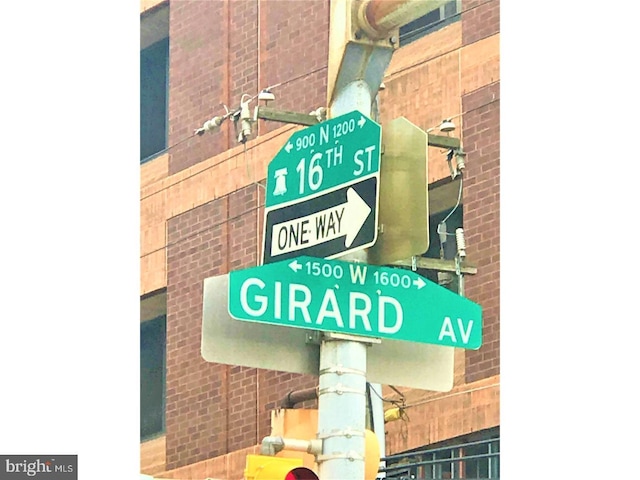 ← 900 N 1200 →
16TH ST
ONE WAY
← 1500 W 1600 →
GIRARD AV
bright MLS